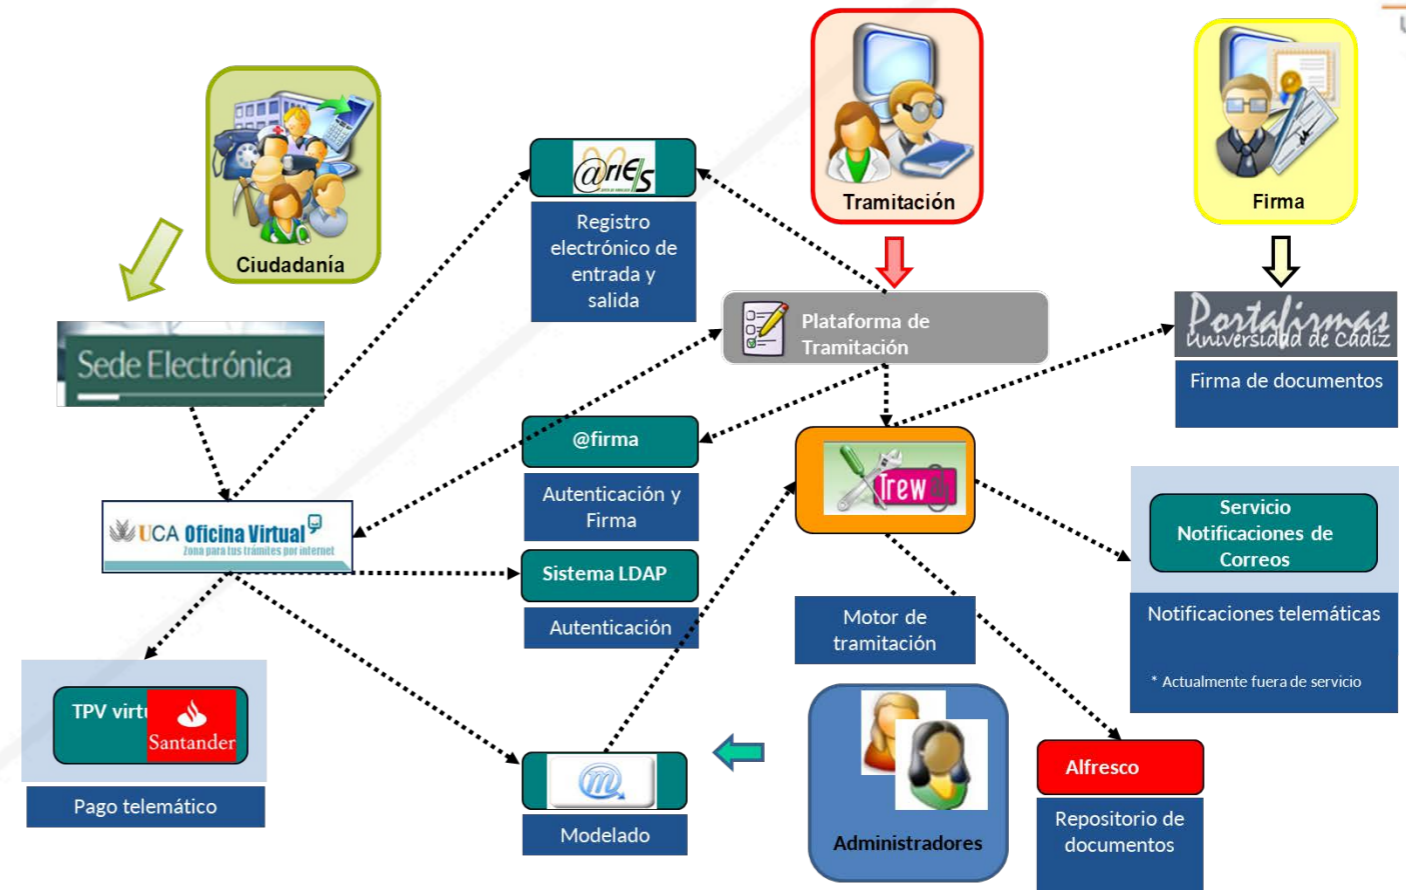 Ciudadanía
Tramitación
Firma
@riEs
Registro
electrónico de
entrada y
salida
Plataforma de
Tramitación
Portafirmas
Universidad de Cádiz
Firma de documentos
Sede Electrónica
@firma
Autenticación y
Firma
Trew@
UCA Oficina Virtual
Zona para tus trámites por internet
Sistema LDAP
Autenticación
Motor de
tramitación
Servicio
Notificaciones de
Correos
Notificaciones telemáticas
* Actualmente fuera de servicio
TPV virtu
Santander
Pago telemático
m
Modelado
Administradores
Alfresco
Repositorio de
documentos